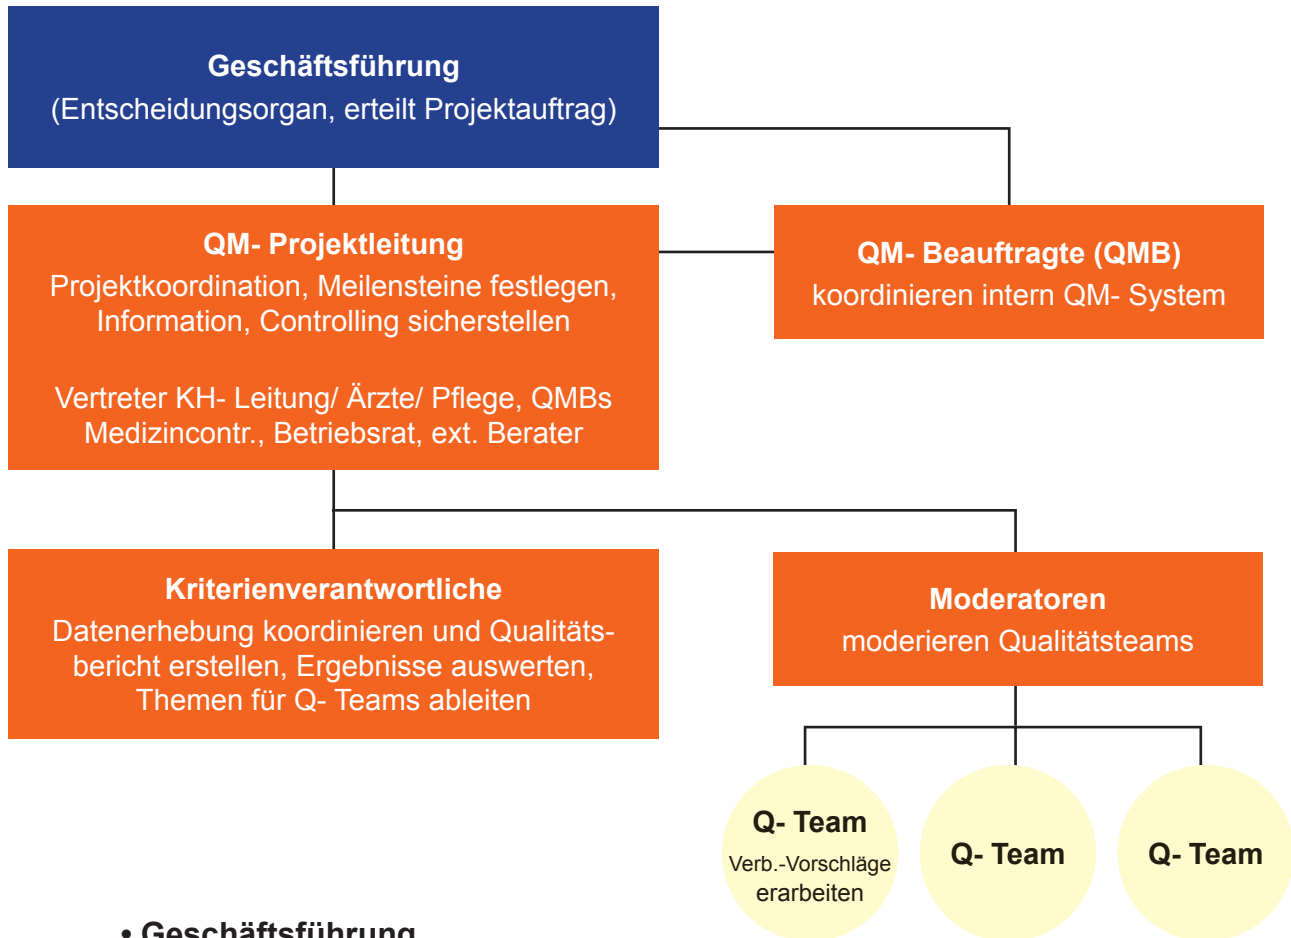 Geschäftsführung
(Entscheidungsorgan, erteilt Projektauftrag)
QM- Projektleitung
Projektkoordination, Meilensteine festlegen,
Information, Controlling sicherstellen
Vertreter KH- Leitung/ Ärzte/ Pflege, QMBs
Medizincontr., Betriebsrat, ext. Berater
QM- Beauftragte (QMB)
koordinieren intern QM- System
Kriterienverantwortliche
Datenerhebung koordinieren und Qualitäts-
bericht erstellen, Ergebnisse auswerten,
Themen für Q- Teams ableiten
Moderatoren
moderieren Qualitätsteams
Q- Team
Verb.-Vorschläge
erarbeiten
Q- Team
Q- Team
• Geschäftsführung